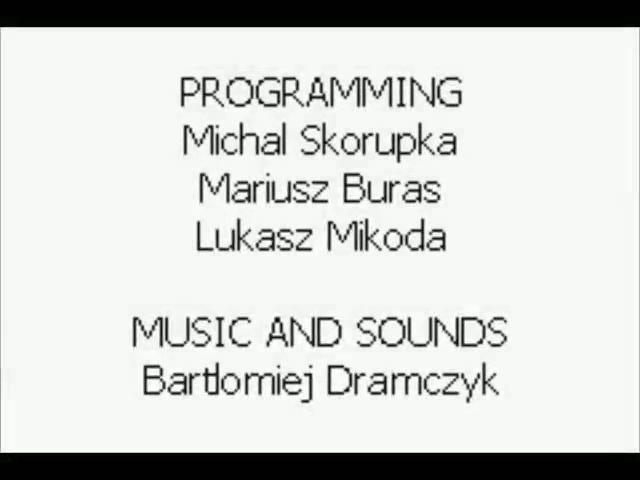 PROGRAMMING
Michal Skorupka
Mariusz Buras
Lukasz Mikoda
MUSIC AND SOUNDS
Bartłomiej Dramczyk